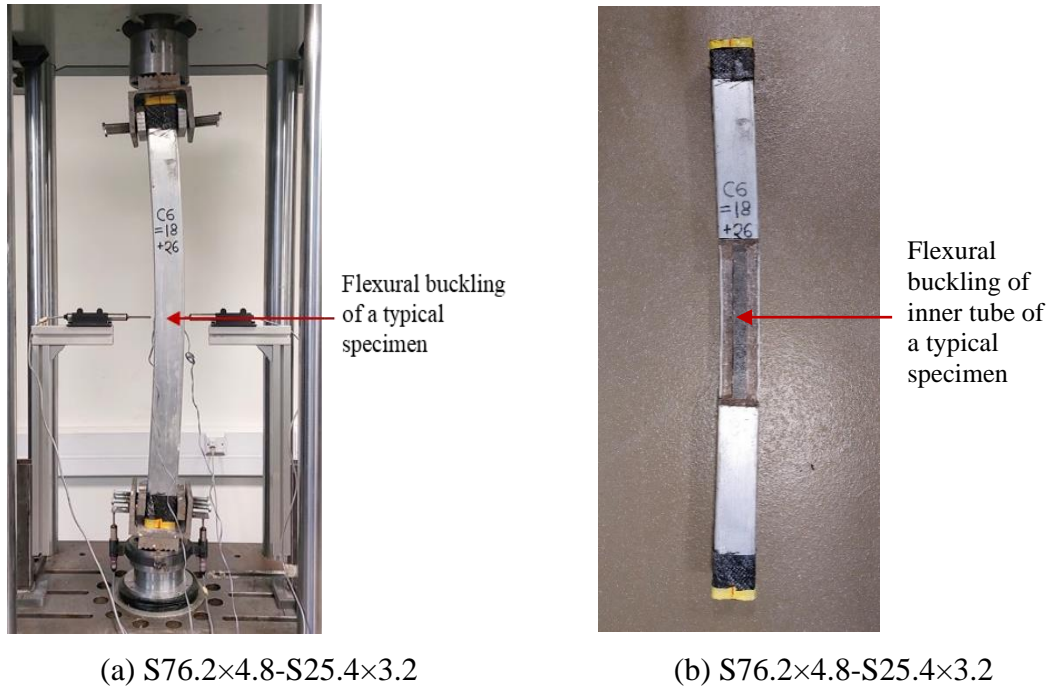 C6
=18
+26
Flexural buckling
of a typical
specimen
C6
=18
+26
Flexural
buckling of
inner tube of
a typical
specimen
(a) S76.2×4.8-S25.4×3.2
(b) S76.2×4.8-S25.4×3.2